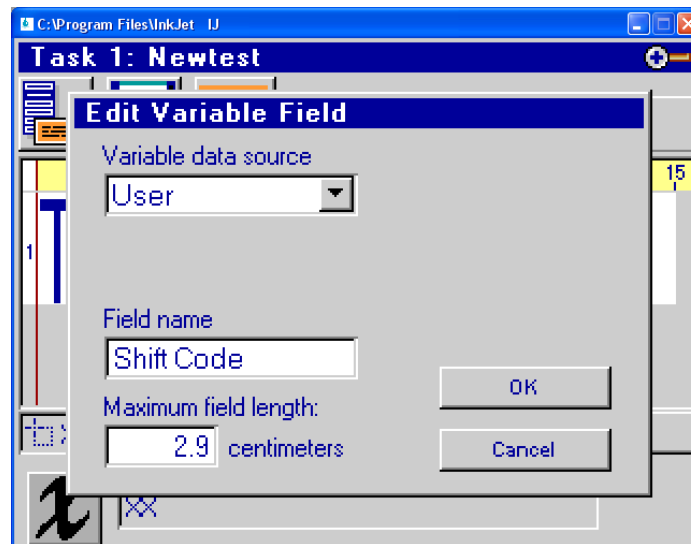 C:\Program Files\InkJet IJ
Task 1: Newtest
Edit Variable Field
Variable data source
User
15
1
Field name
Shift Code
Maximum field length:
2.9 centimeters
OK
Cancel
XX